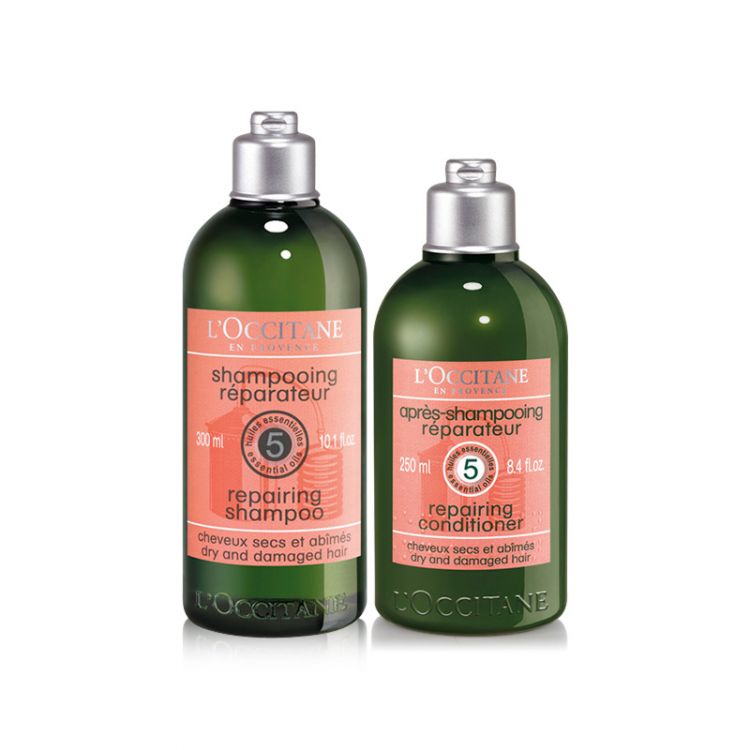 L'OCCITANE
EN PROVENCE
shampooing
réparateur
300 ml
huiles essentielles
5
essential oils
10.1 fl.oz.
repairing
shampoo
cheveux secs et abîmés
dry and damaged hair
L'OCCITANE
L'OCCITANE
EN PROVENCE
après-shampooing
réparateur
250 ml
huiles essentielles
5
essential oils
8.4 fl.oz.
repairing
conditioner
cheveux secs et abîmés
dry and damaged hair
L'OCCITANE